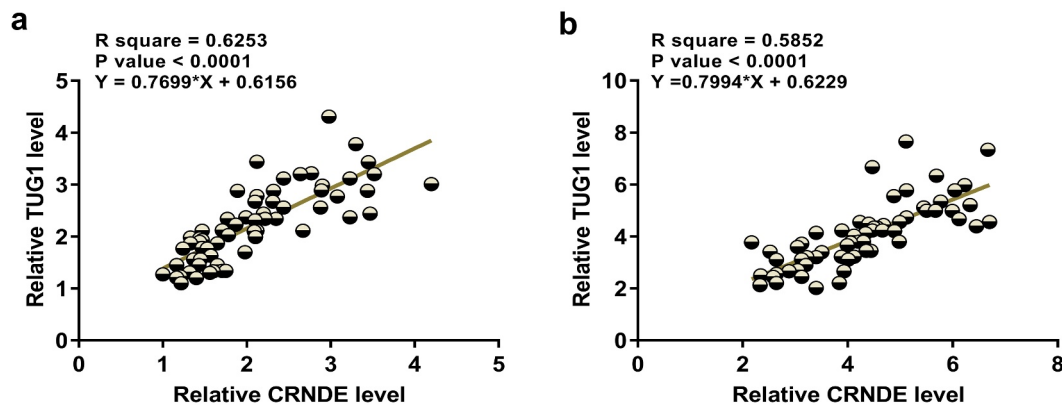 a
R square = 0.6253
P value < 0.0001
Y = 0.7699*X + 0.6156
Relative TUG1 level
5
4
3
2
1
0
0 1 2 3 4 5
Relative CRNDE level
b
R square = 0.5852
P value < 0.0001
Y =0.7994*X + 0.6229
Relative TUG1 level
10
8
6
4
2
0
0 2 4 6 8
Relative CRNDE level